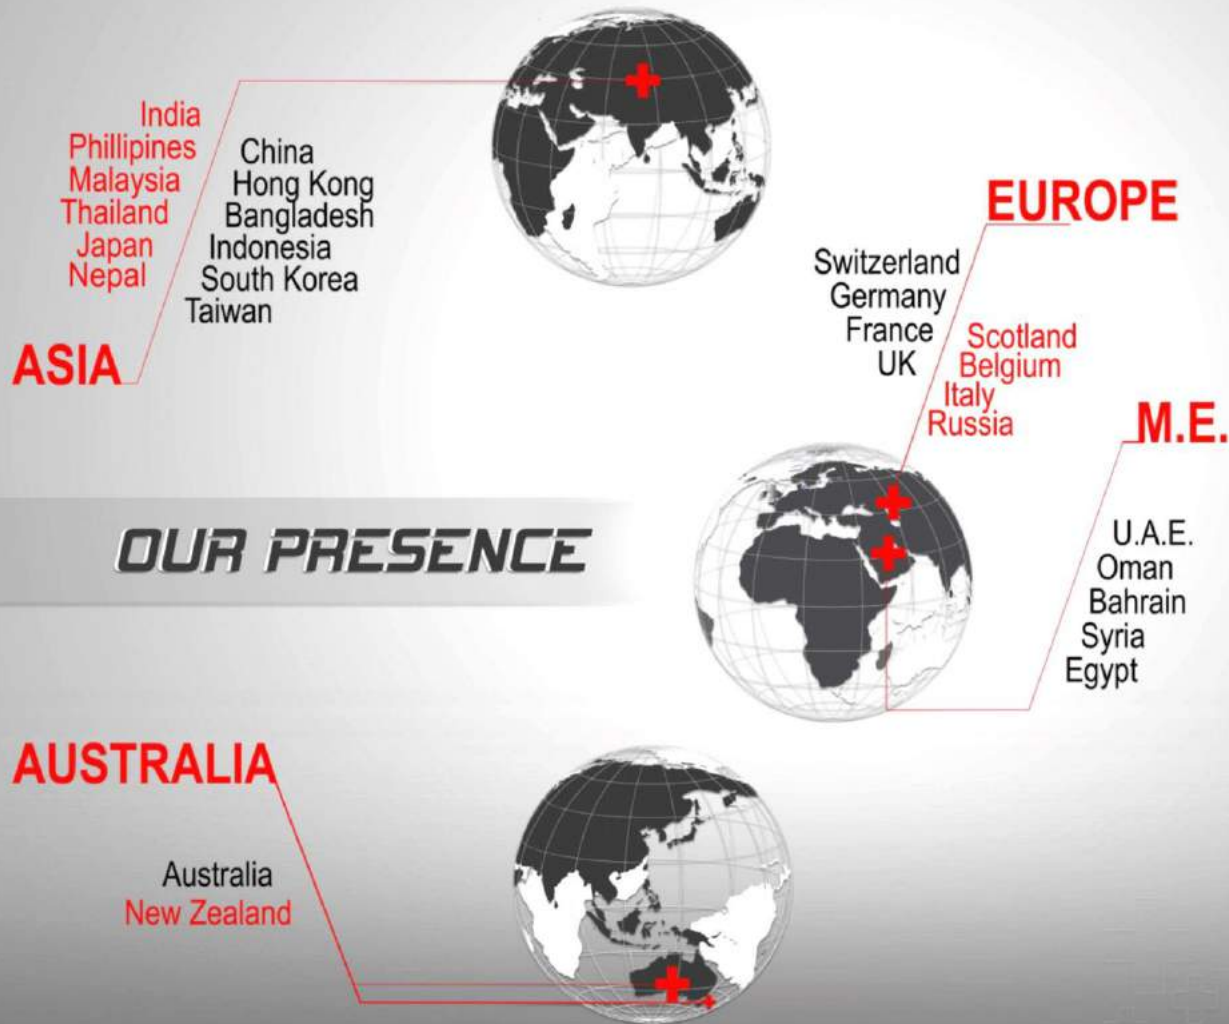 India
Phillipines
Malaysia
Thailand
Japan
Nepal
China
Hong Kong
Bangladesh
Indonesia
South Korea
Taiwan
ASIA
EUROPE
Switzerland
Germany
France
UK
Scotland
Belgium
Italy
Russia
M.E.
U.A.E.
Oman
Bahrain
Syria
Egypt
OUR PRESENCE
AUSTRALIA
Australia
New Zealand